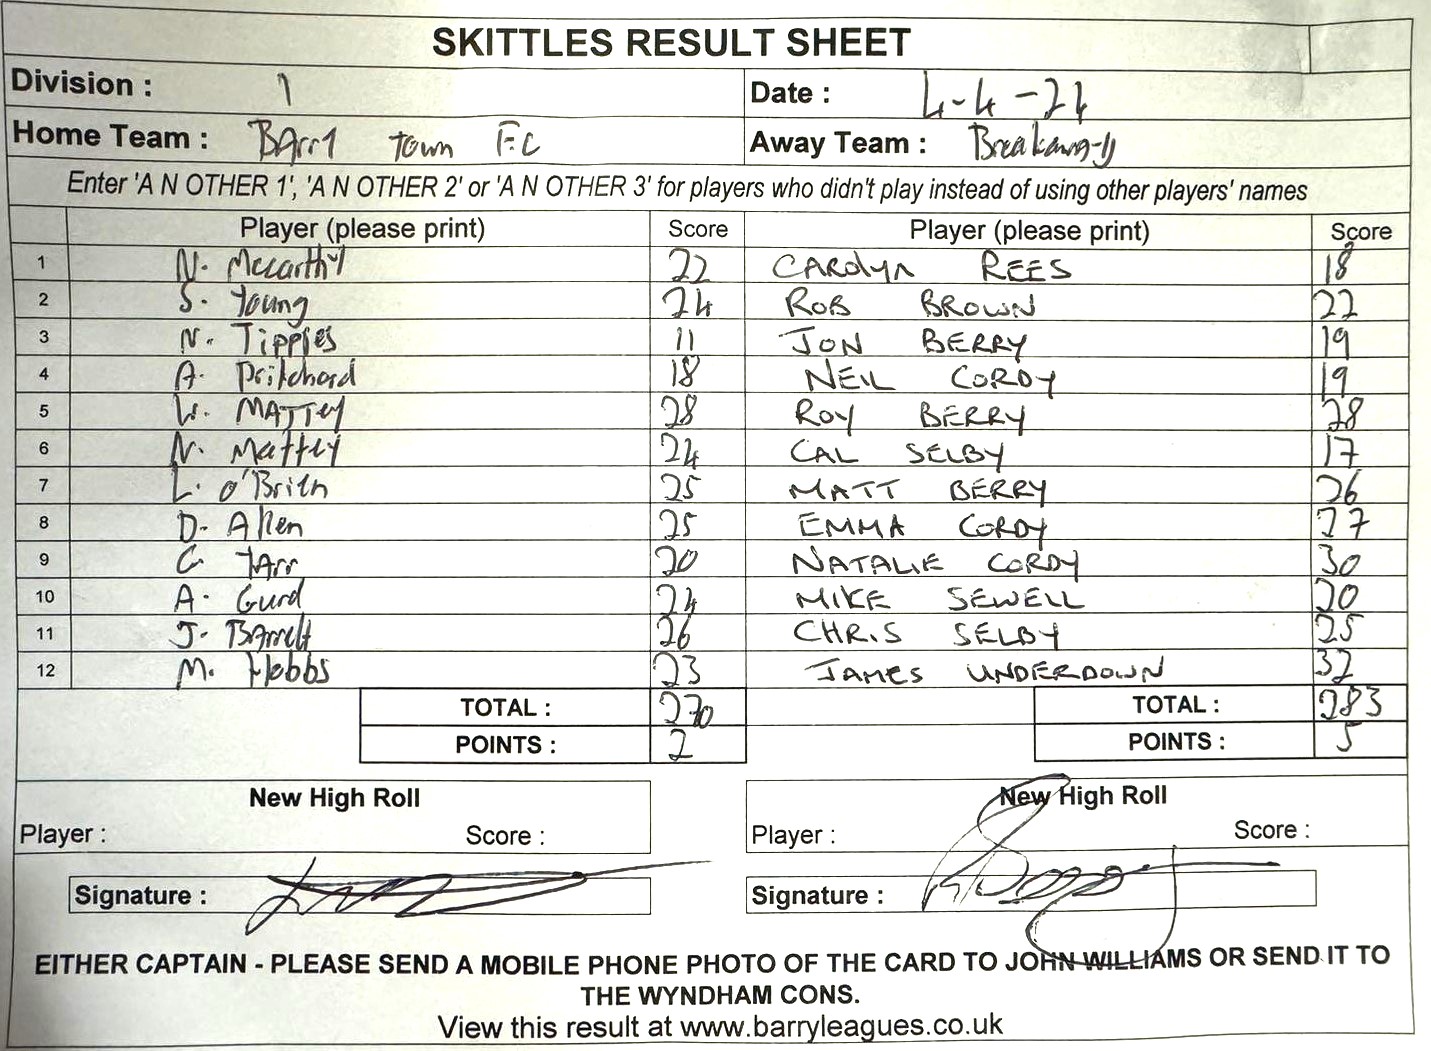 SKITTLES RESULT SHEET
Division : 1 Date : 4-4-24
Home Team : BArry town F.C Away Team : Breakaway
Enter 'A N OTHER 1', 'A N OTHER 2' or 'A N OTHER 3' for players who didn't play instead of using other players' names
Player (please print) Score Player (please print) Score
1 N. Mccarthy 22 CAROLYN REES 18
2 S. Young 24 ROB BROWN 22
3 N. Tipples 11 JON BERRY 19
4 A. Pritchard 18 NEIL CORDY 19
5 W. MATTEY 28 ROY BERRY 28
6 N. Mattey 24 CAL SELBY 17
7 L. O'Brien 25 MATT BERRY 26
8 D. Allen 25 EMMA CORDY 27
9 C. TArr 20 NATALIE CORDY 30
10 A. Gurd 24 MIKE SEWELL 20
11 J. BArrett 26 CHRIS SELBY 25
12 M. Hobbs 23 JAMES UNDERDOWN 32
TOTAL : 270 TOTAL : 283
POINTS : 2 POINTS : 5
New High Roll New High Roll
Player : Score : Player : Score :
Signature : Signature :
EITHER CAPTAIN - PLEASE SEND A MOBILE PHONE PHOTO OF THE CARD TO JOHN WILLIAMS OR SEND IT TO
THE WYNDHAM CONS.
View this result at www.barryleagues.co.uk